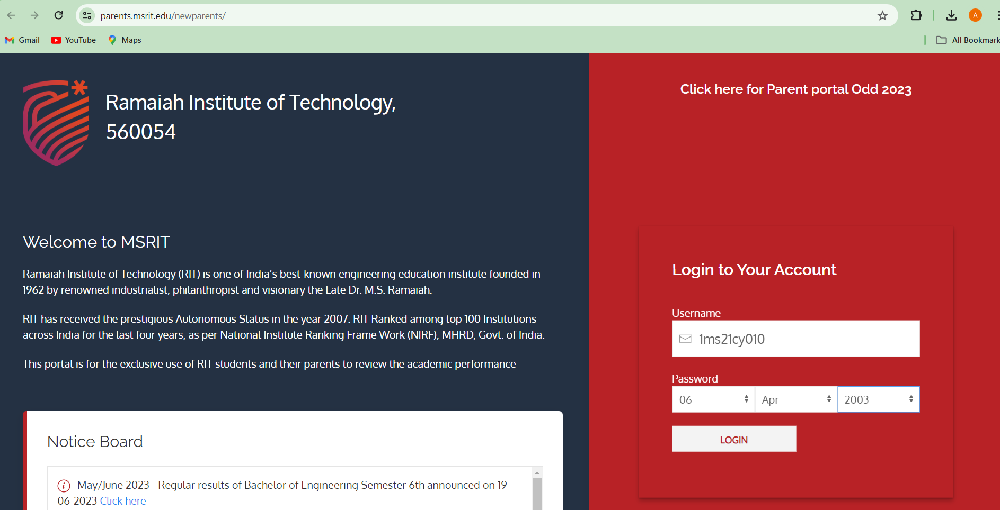 parents.msrit.edu/newparents/
A
Gmail
YouTube
Maps
All Bookmark
Ramaiah Institute of Technology,
560054
Welcome to MSRIT
Ramaiah Institute of Technology (RIT) is one of India’s best-known engineering education institute founded in
1962 by renowned industrialist, philanthropist and visionary the Late Dr. M.S. Ramaiah.
RIT has received the prestigious Autonomous Status in the year 2007. RIT Ranked among top 100 Institutions
across India for the last four years, as per National Institute Ranking Frame Work (NIRF), MHRD, Govt. of India.
This portal is for the exclusive use of RIT students and their parents to review the academic performance
Notice Board
May/June 2023 - Regular results of Bachelor of Engineering Semester 6th announced on 19-
06-2023 Click here
Click here for Parent portal Odd 2023
Login to Your Account
Username
1ms21cy010
Password
06
Apr
2003
LOGIN